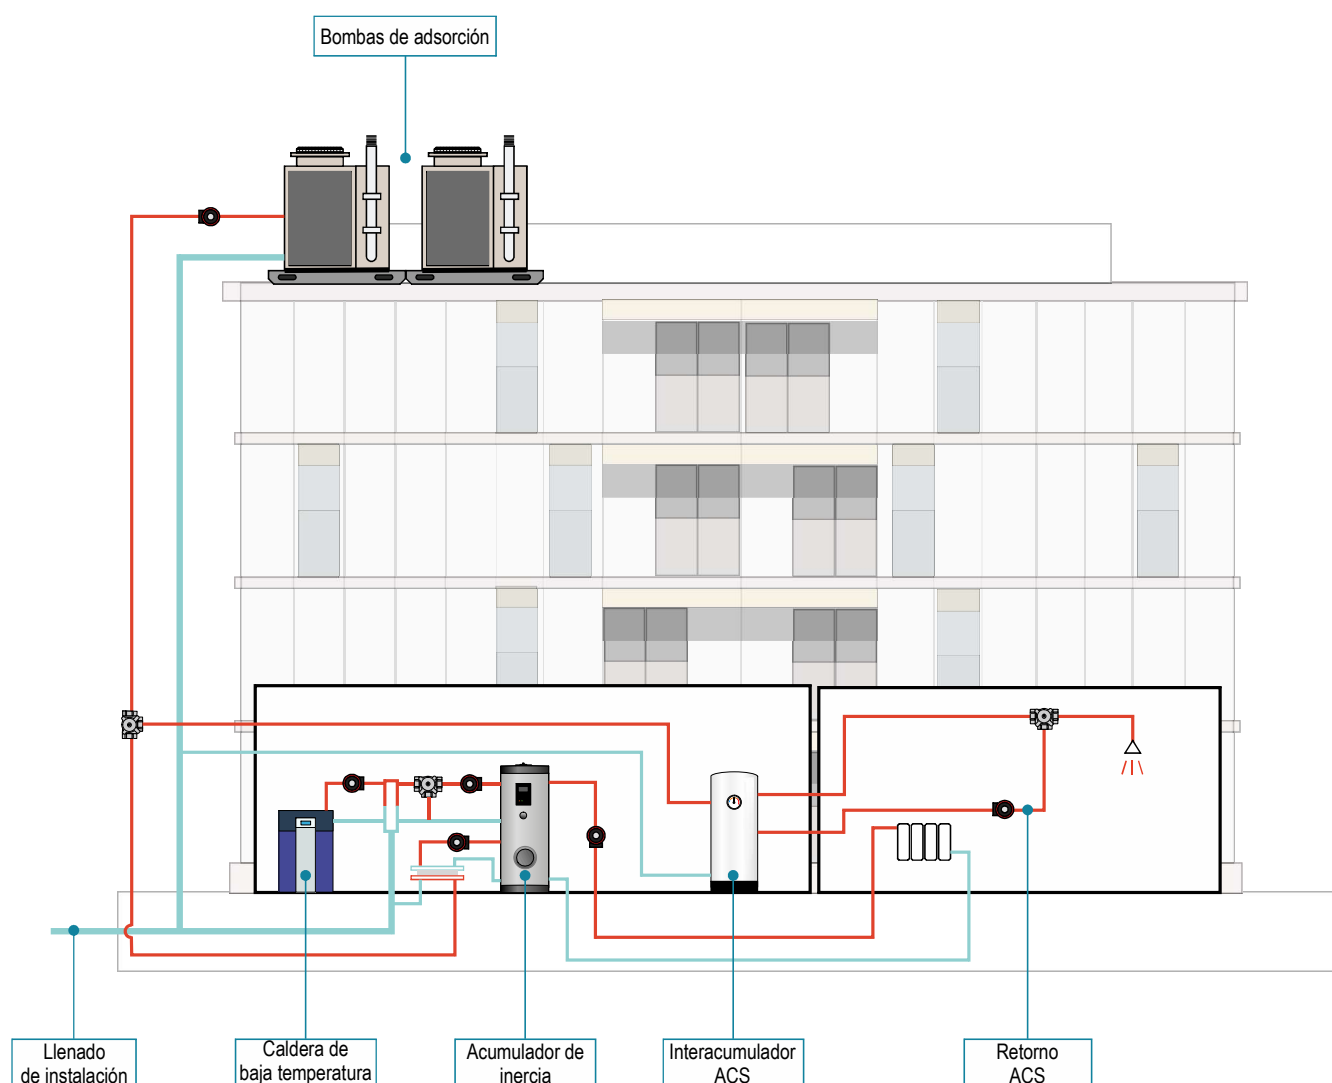 Bombas de adsorción
Llenado
de instalación
Caldera de
baja temperatura
Acumulador de
inercia
Interacumulador
ACS
Retorno
ACS